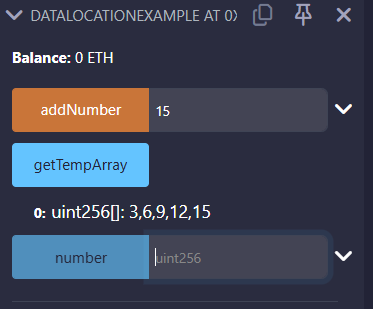 DATALOCATIONEXAMPLE AT 0X
Balance: 0 ETH
addNumber 15
getTempArray
0: uint256[]: 3,6,9,12,15
number uint256